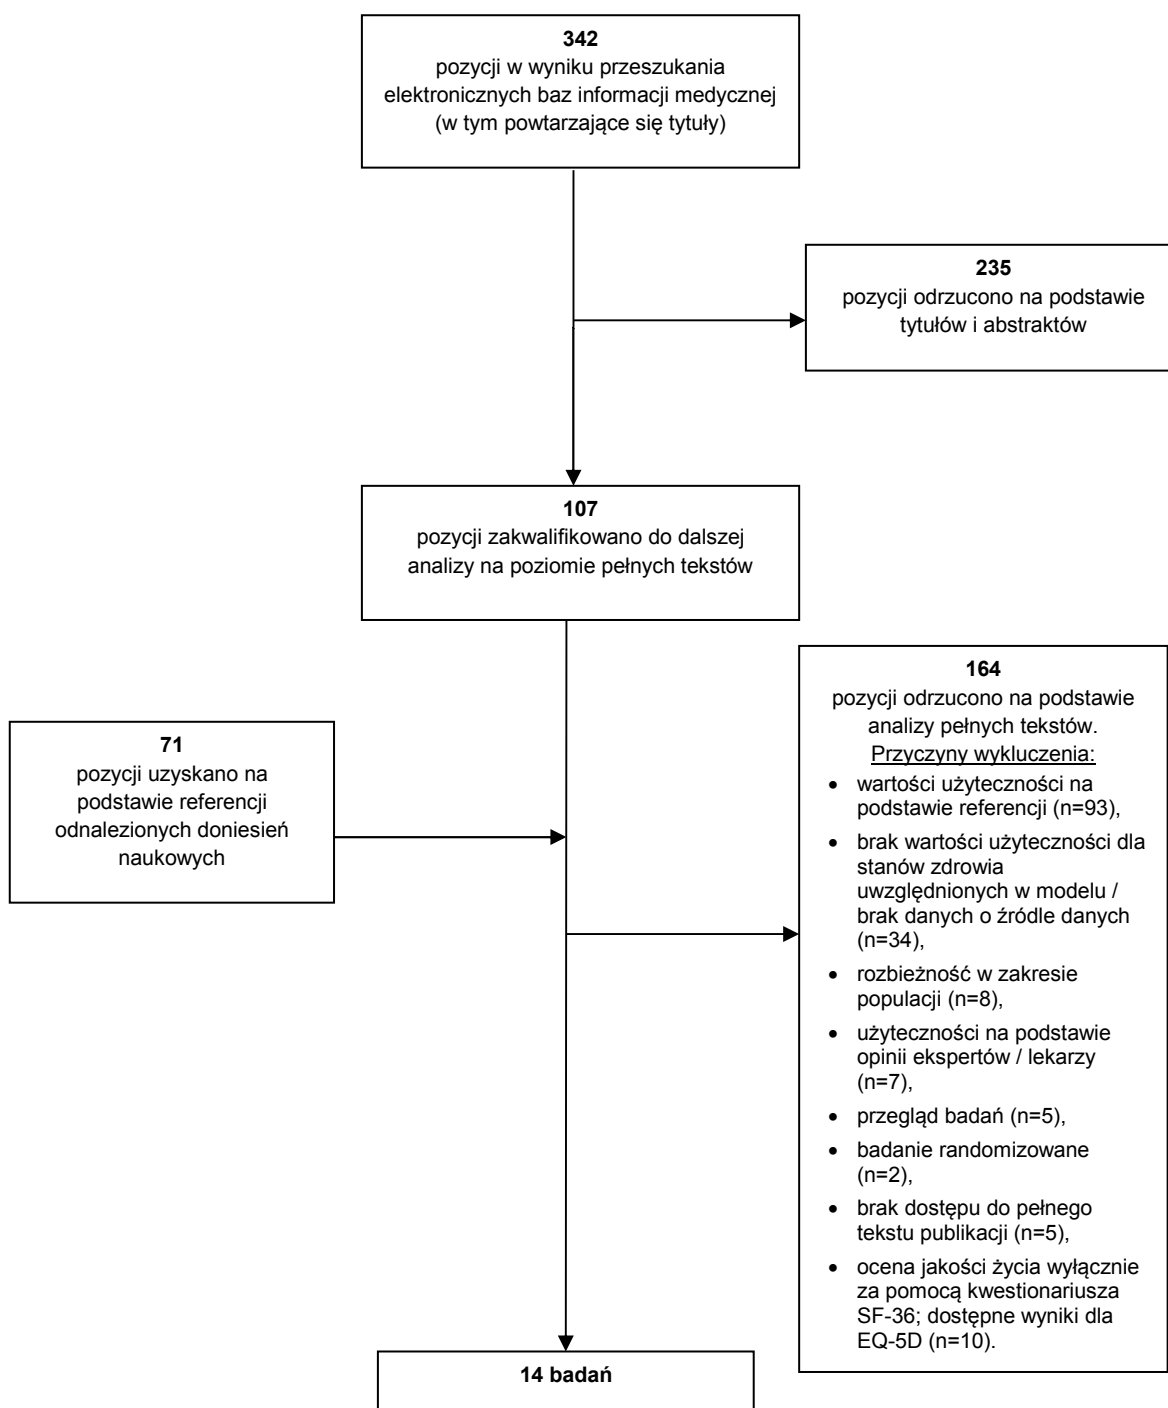 342
pozycji w wyniku przeszukania
elektronicznych baz informacji medycznej
(w tym powtarzające się tytuły)
235
pozycji odrzucono na podstawie
tytułów i abstraktów
107
pozycji zakwalifikowano do dalszej
analizy na poziomie pełnych tekstów
71
pozycji uzyskano na
podstawie referencji
odnalezionych doniesień
naukowych
164
pozycji odrzucono na podstawie
analizy pełnych tekstów.
Przyczyny wykluczenia:
• wartości użyteczności na
podstawie referencji (n=93),
• brak wartości użyteczności dla
stanów zdrowia
uwzględnionych w modelu /
brak danych o źródle danych
(n=34),
• rozbieżność w zakresie
populacji (n=8),
• użyteczności na podstawie
opinii ekspertów / lekarzy
(n=7),
• przegląd badań (n=5),
• badanie randomizowane
(n=2),
• brak dostępu do pełnego
tekstu publikacji (n=5),
• ocena jakości życia wyłącznie
za pomocą kwestionariusza
SF-36; dostępne wyniki dla
EQ-5D (n=10).
14 badań